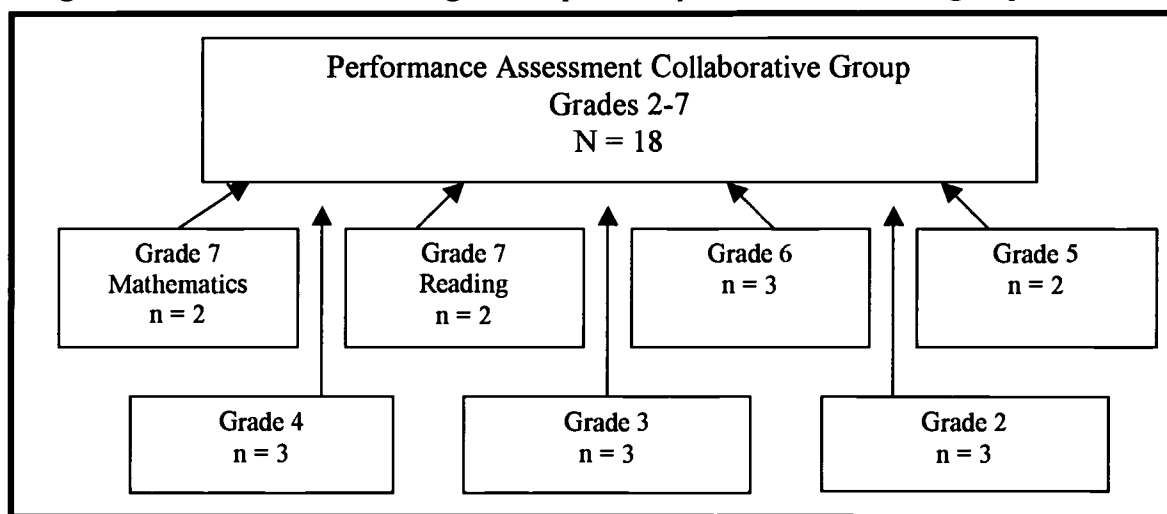 Performance Assessment Collaborative Group
Grades 2-7
N = 18
Grade 7
Mathematics
n = 2
Grade 7
Reading
n = 2
Grade 6
n = 3
Grade 5
n = 2
Grade 4
n = 3
Grade 3
n = 3
Grade 2
n = 3